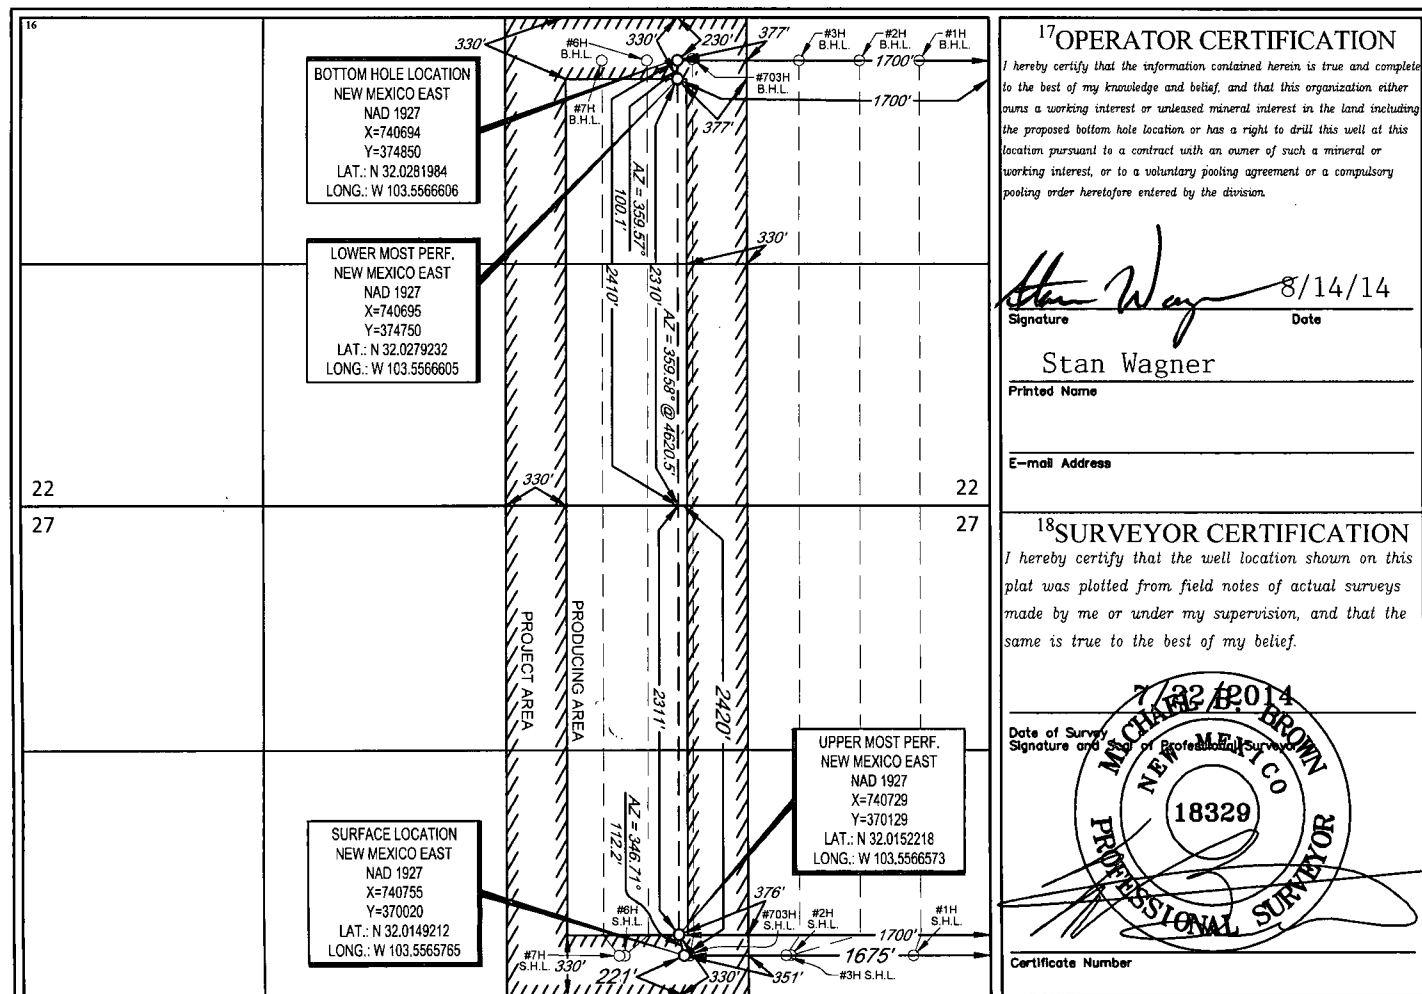 16
330'
#6H
B.H.L.
330'
230'
377'
#3H
B.H.L.
#2H
B.H.L.
#1H
B.H.L.
1700'
#7H
B.H.L.
#703H
B.H.L.
1700'
377'
BOTTOM HOLE LOCATION
NEW MEXICO EAST
NAD 1927
X=740694
Y=374850
LAT.: N 32.0281984
LONG.: W 103.5566606
AZ = 359.57°
100.1'
LOWER MOST PERF.
NEW MEXICO EAST
NAD 1927
X=740695
Y=374750
LAT.: N 32.0279232
LONG.: W 103.5566605
330'
2410'
2310'
AZ = 359.58° @ 4620.5'
22
330'
22
27
27
PROJECT AREA
PRODUCING AREA
2311'
2420'
UPPER MOST PERF.
NEW MEXICO EAST
NAD 1927
X=740729
Y=370129
LAT.: N 32.0152218
LONG.: W 103.5566573
AZ = 346.71°
112.2'
SURFACE LOCATION
NEW MEXICO EAST
NAD 1927
X=740755
Y=370020
LAT.: N 32.0149212
LONG.: W 103.5565765
376'
#6H
S.H.L.
#703H
S.H.L.
#2H
S.H.L.
#1H
S.H.L.
1700'
#7H
S.H.L.
330'
221'
330'
351'
1675'
#3H S.H.L.
17 OPERATOR CERTIFICATION
I hereby certify that the information contained herein is true and complete
to the best of my knowledge and belief, and that this organization either
owns a working interest or unleased mineral interest in the land including
the proposed bottom hole location or has a right to drill this well at this
location pursuant to a contract with an owner of such a mineral or
working interest, or to a voluntary pooling agreement or a compulsory
pooling order heretofore entered by the division.
Stan Wagner 8/14/14
Signature Date
Stan Wagner
Printed Name
E-mail Address
18 SURVEYOR CERTIFICATION
I hereby certify that the well location shown on this
plat was plotted from field notes of actual surveys
made by me or under my supervision, and that the
same is true to the best of my belief.
7/22/2014
Date of Survey
Signature and Seal of Professional Surveyor
MICHAEL B. BROWN
NEW MEXICO
18329
PROFESSIONAL SURVEYOR
Certificate Number